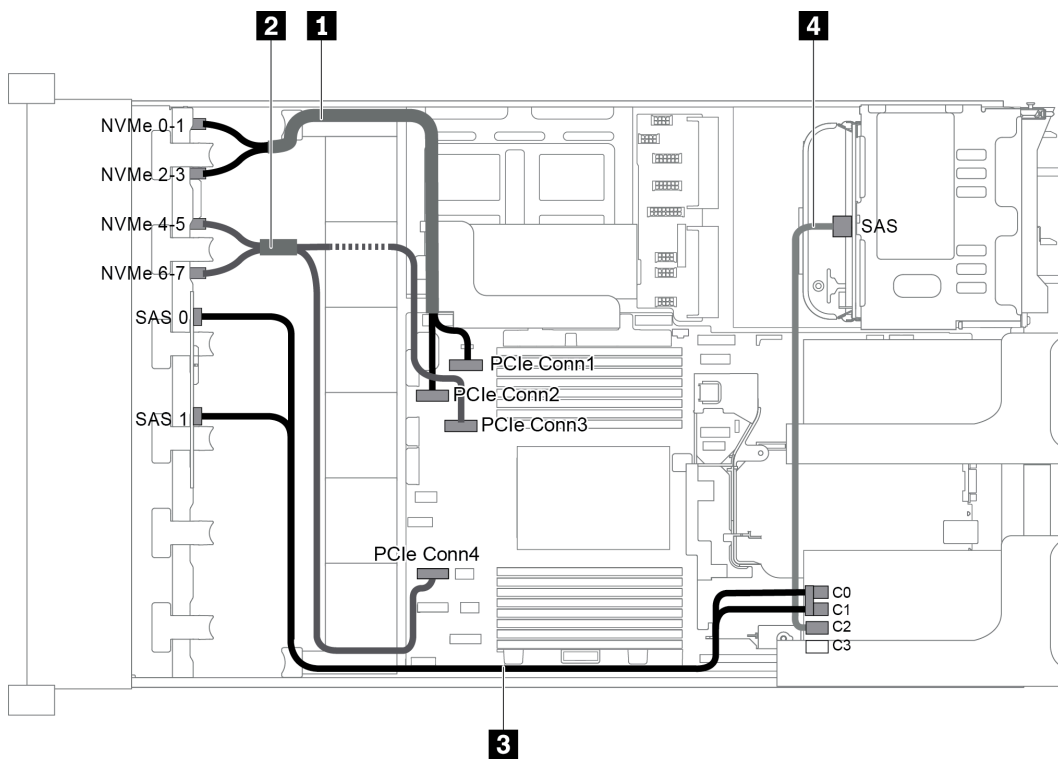 2 1 4
NVMe 0-1
NVMe 2-3
NVMe 4-5
NVMe 6-7
SAS
SAS 0
PCIe Conn1
PCIe Conn2
SAS 1
PCIe Conn3
PCIe Conn4
C0
C1
C2
C3
3